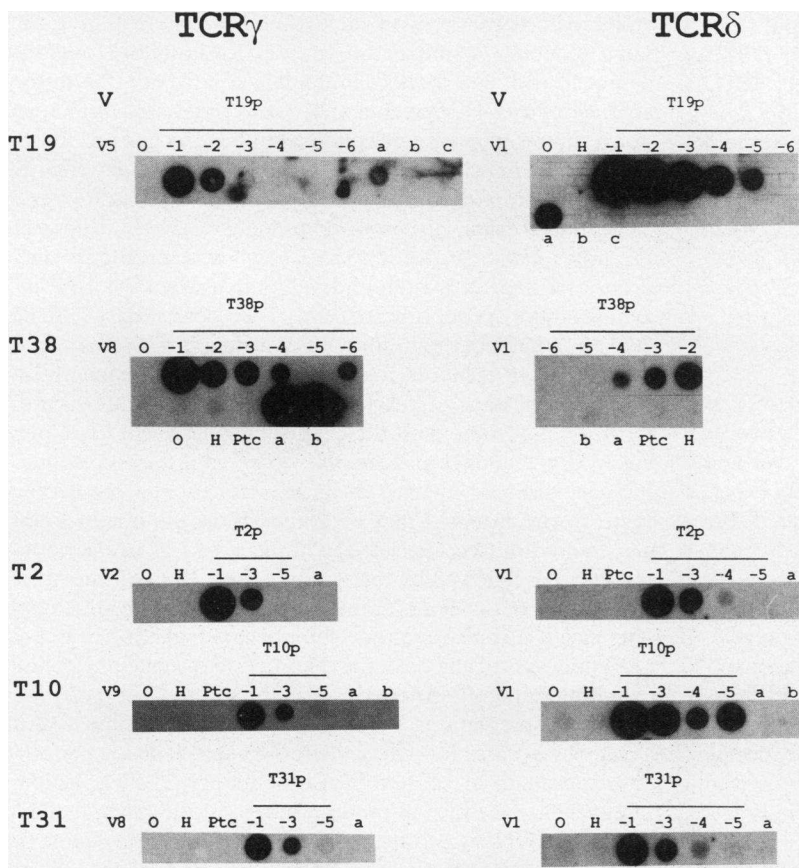 TCRγ TCRδ
V V
T19p T19p
T19 V5 O -1 -2 -3 -4 -5 -6 a b c V1 O H -1 -2 -3 -4 -5 -6
a b c
T38p T38p
T38 V8 O -1 -2 -3 -4 -5 -6 V1 -6 -5 -4 -3 -2
O H Ptc a b b a Ptc H
T2p T2p
T2 V2 O H -1 -3 -5 a V1 O H Ptc -1 -3 -4 -5 a
T10p T10p
T10 V9 O H Ptc -1 -3 -5 a b V1 O H -1 -3 -4 -5 a b
T31p T31p
T31 V8 O H Ptc -1 -3 -5 a V1 O H -1 -3 -4 -5 a